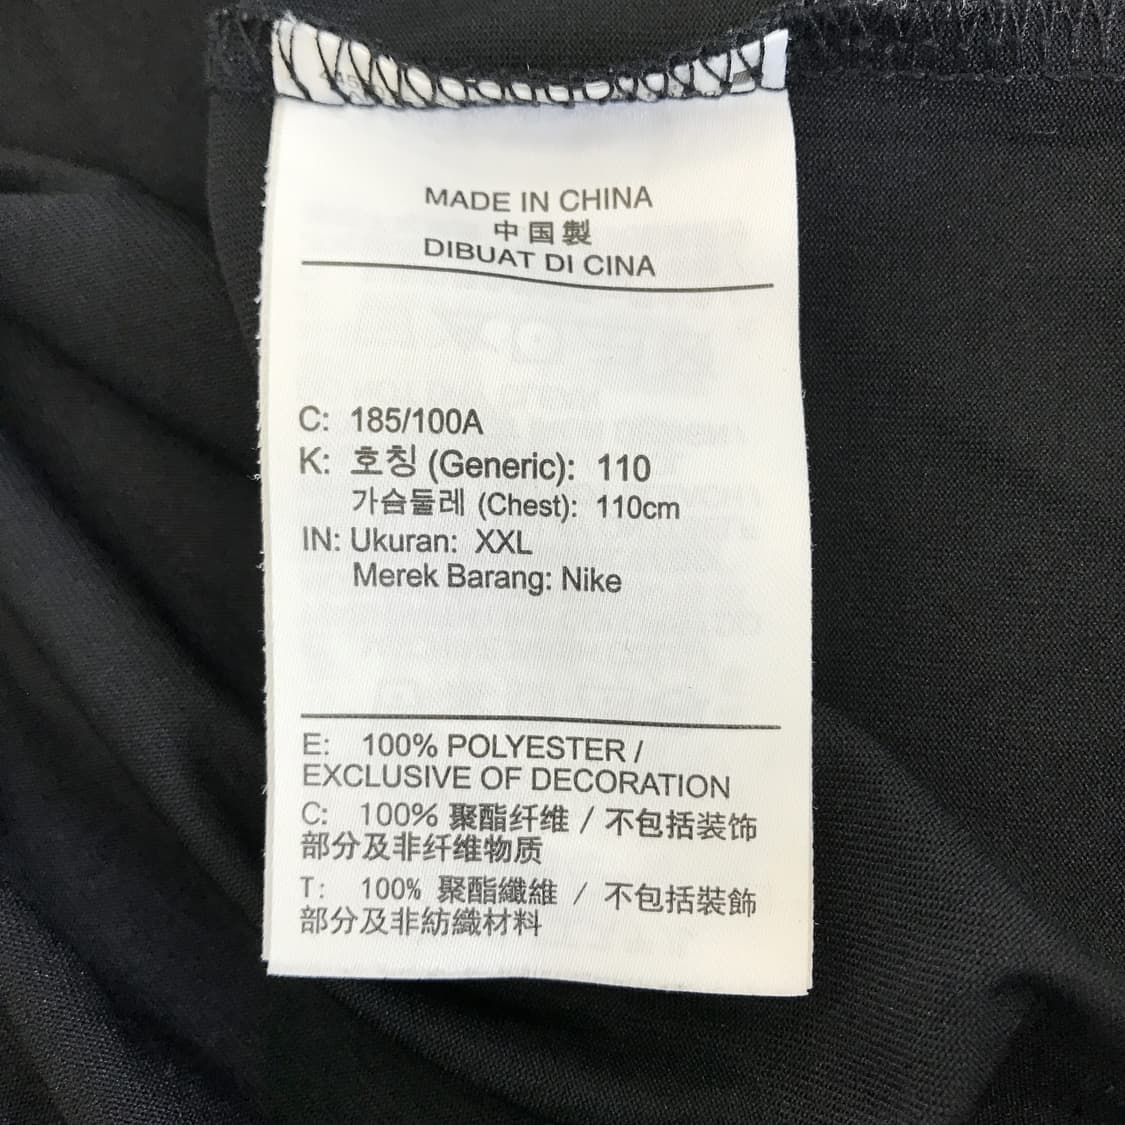 MADE IN CHINA
中国製
DIBUAT DI CINA
C: 185/100A
K: 호칭 (Generic): 110
가슴둘레 (Chest): 110cm
IN: Ukuran: XXL
Merek Barang: Nike
E: 100% POLYESTER /
EXCLUSIVE OF DECORATION
C: 100% 聚酯纤维 / 不包括装饰
部分及非纤维物质
T: 100% 聚酯纖維 / 不包括裝飾
部分及非紡織材料